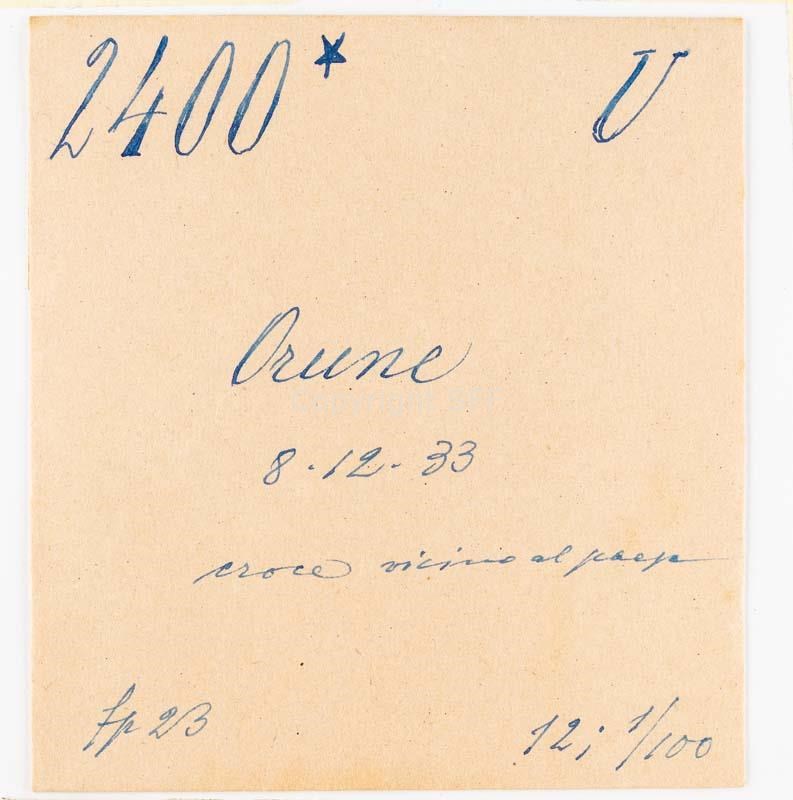 2400* U
Orune
8.12.33
croce vicino al paese
fp 23
12; 1/100